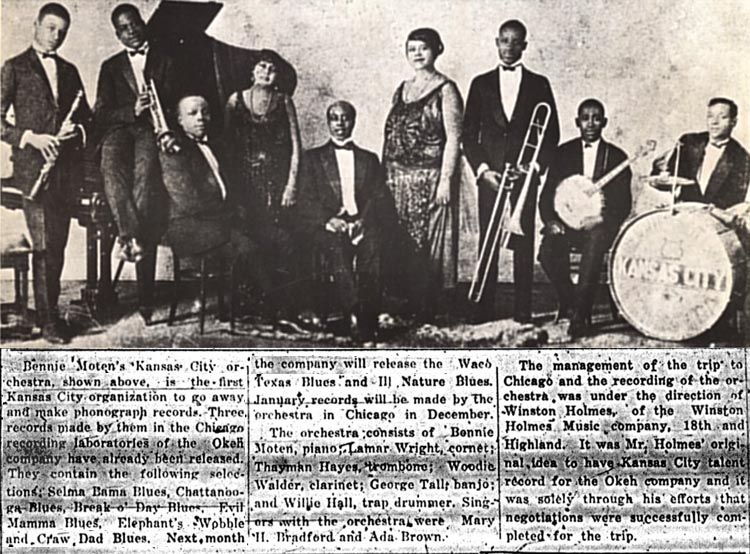 KANSAS CITY
Bennie Moten's Kansas City or-
chestra, shown above, is the first
Kansas City organization to go away
and make phonograph records. Three
records made by them in the Chicago
recording laboratories of the Okeh
company have already been released.
They contain the following selec-
tions; Selma Bama Blues, Chattanoo-
ga Blues, Break o' Day Blues, Evil
Mamma Blues, Elephant's Wobble
and Craw Dad Blues. Next month
the company will release the Waco
Texas Blues and Ill Nature Blues.
January records will be made by The
orchestra in Chicago in December.
The orchestra consists of Bennie
Moten, piano; Lamar Wright, cornet;
Thayman Hayes, trombone; Woodie
Walder, clarinet; George Tall; banjo;
and Willie Hall, trap drummer. Sing-
ers with the orchestra were Mary
H. Bradford and Ada Brown.
The management of the trip to
Chicago and the recording of the or-
chestra was under the direction of
Winston Holmes, of the Winston
Holmes Music company, 18th and
Highland. It was Mr. Holmes' origi-
nal idea to have Kansas City talent
record for the Okeh company and it
was solely through his efforts that
negotiations were successfully com-
pleted for the trip.